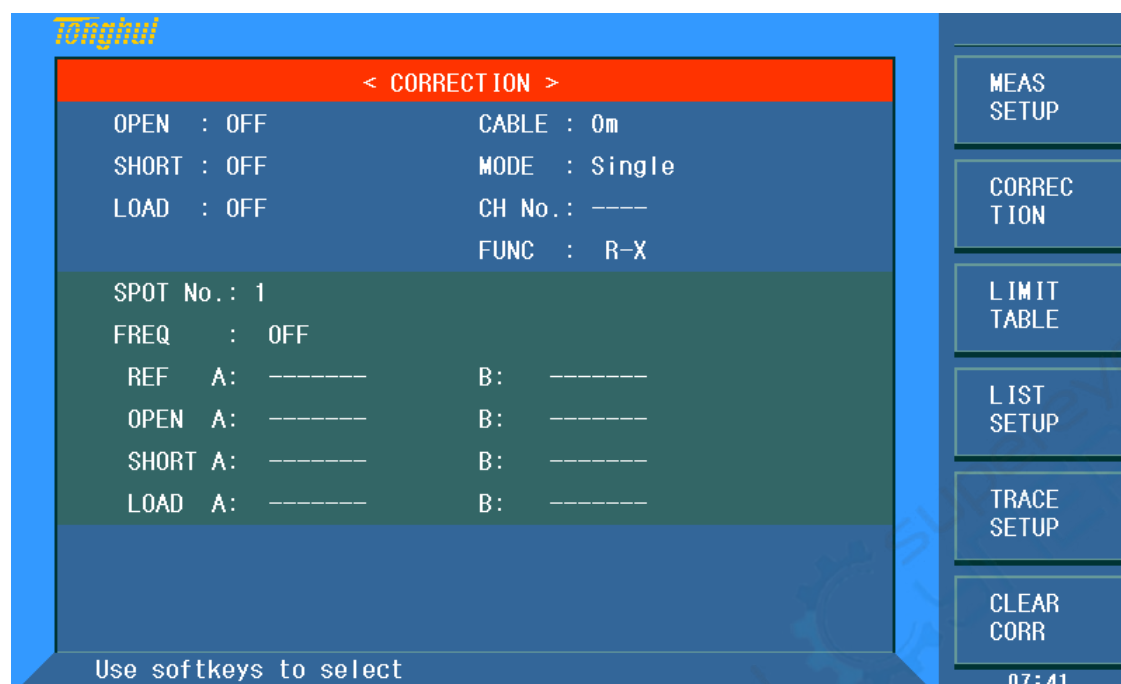 Tonghui
< CORRECTION >
OPEN : OFF CABLE : 0m
SHORT : OFF MODE : Single
LOAD : OFF CH No.: ----
FUNC : R-X
SPOT No.: 1
FREQ : OFF
REF A: ------- B: -------
OPEN A: ------- B: -------
SHORT A: ------- B: -------
LOAD A: ------- B: -------
Use softkeys to select
MEAS
SETUP
CORREC
TION
LIMIT
TABLE
LIST
SETUP
TRACE
SETUP
CLEAR
CORR
07:41